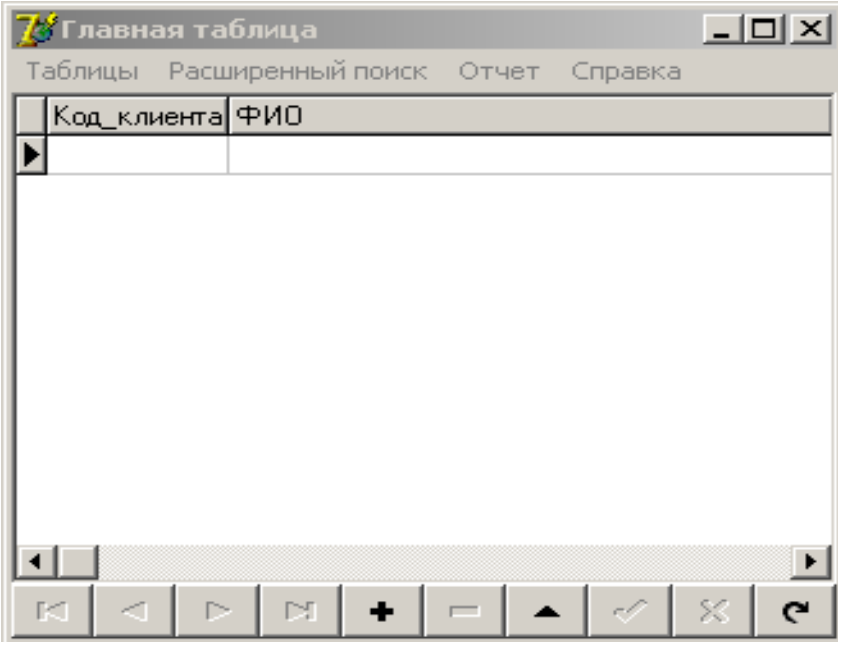 Главная таблица
Таблицы Расширенный поиск Отчет Справка
Код_клиента ФИО